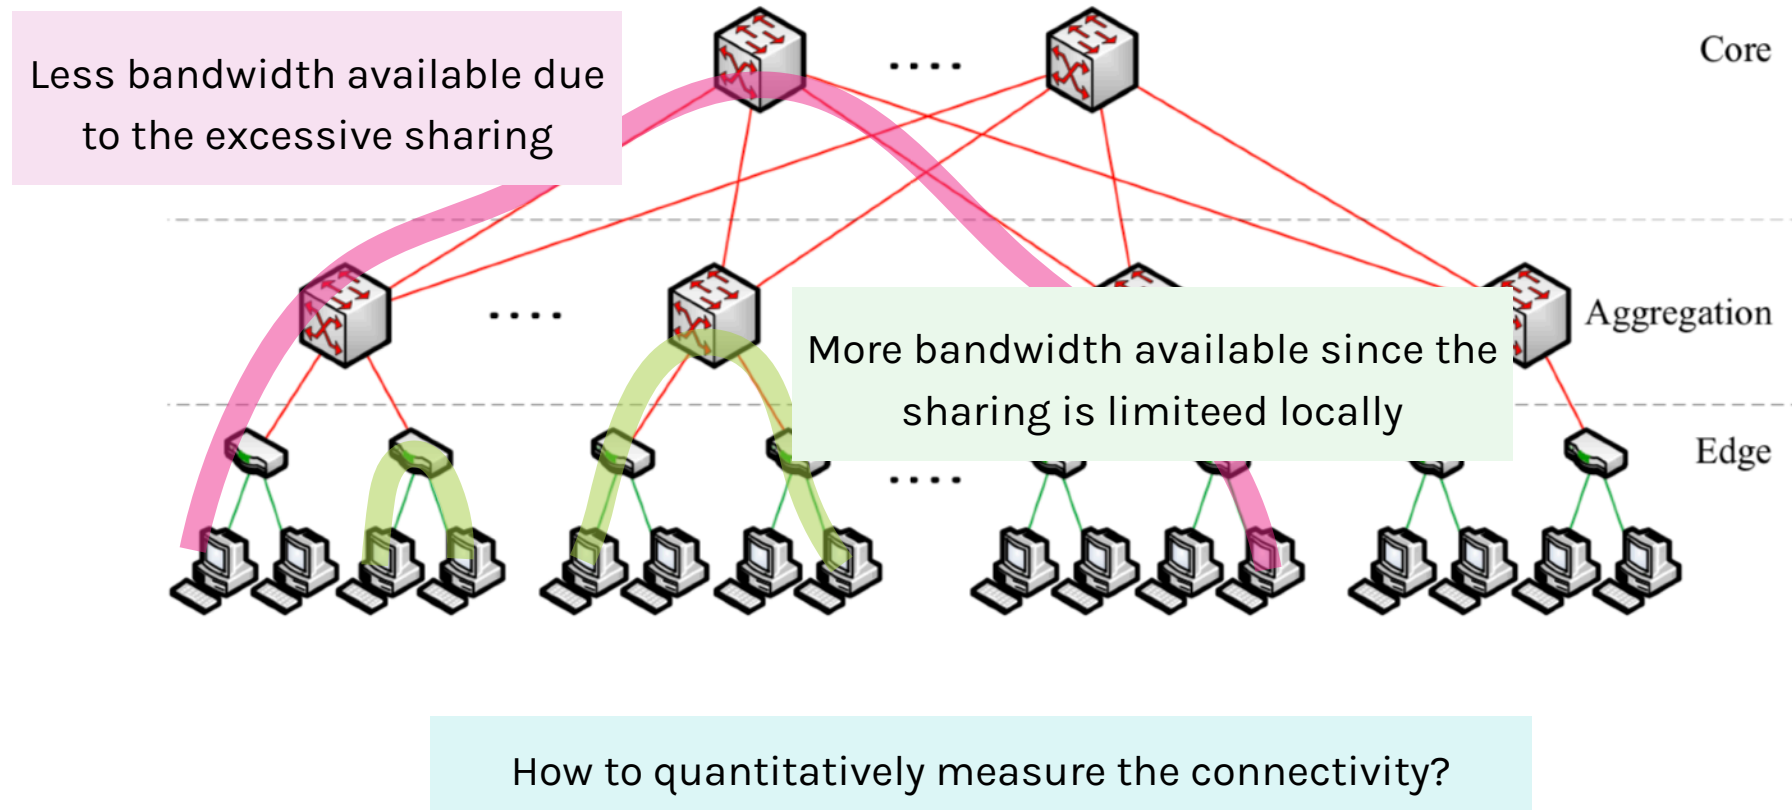 Less bandwidth available due
to the excessive sharing
Core
More bandwidth available since the
sharing is limiteed locally
Aggregation
Edge
How to quantitatively measure the connectivity?